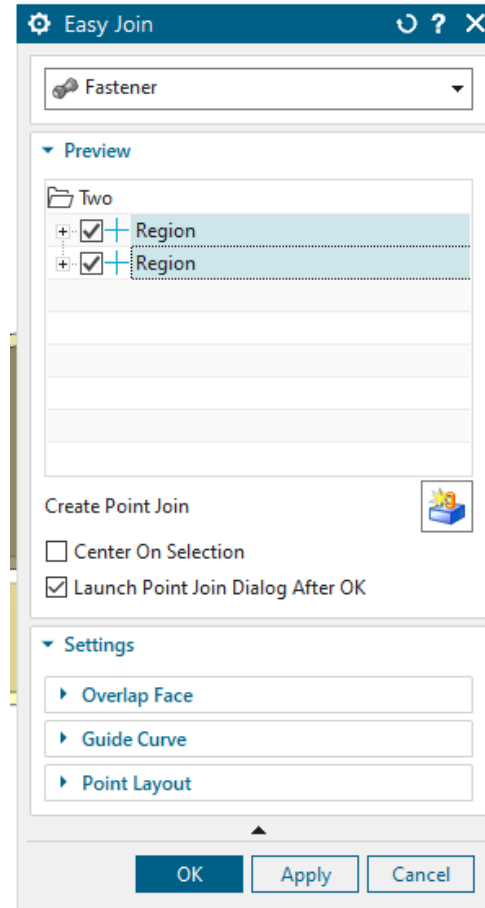 Easy Join ?
Fastener
Preview
Two
Region
Region
Create Point Join
Center On Selection
Launch Point Join Dialog After OK
Settings
Overlap Face
Guide Curve
Point Layout
OK Apply Cancel